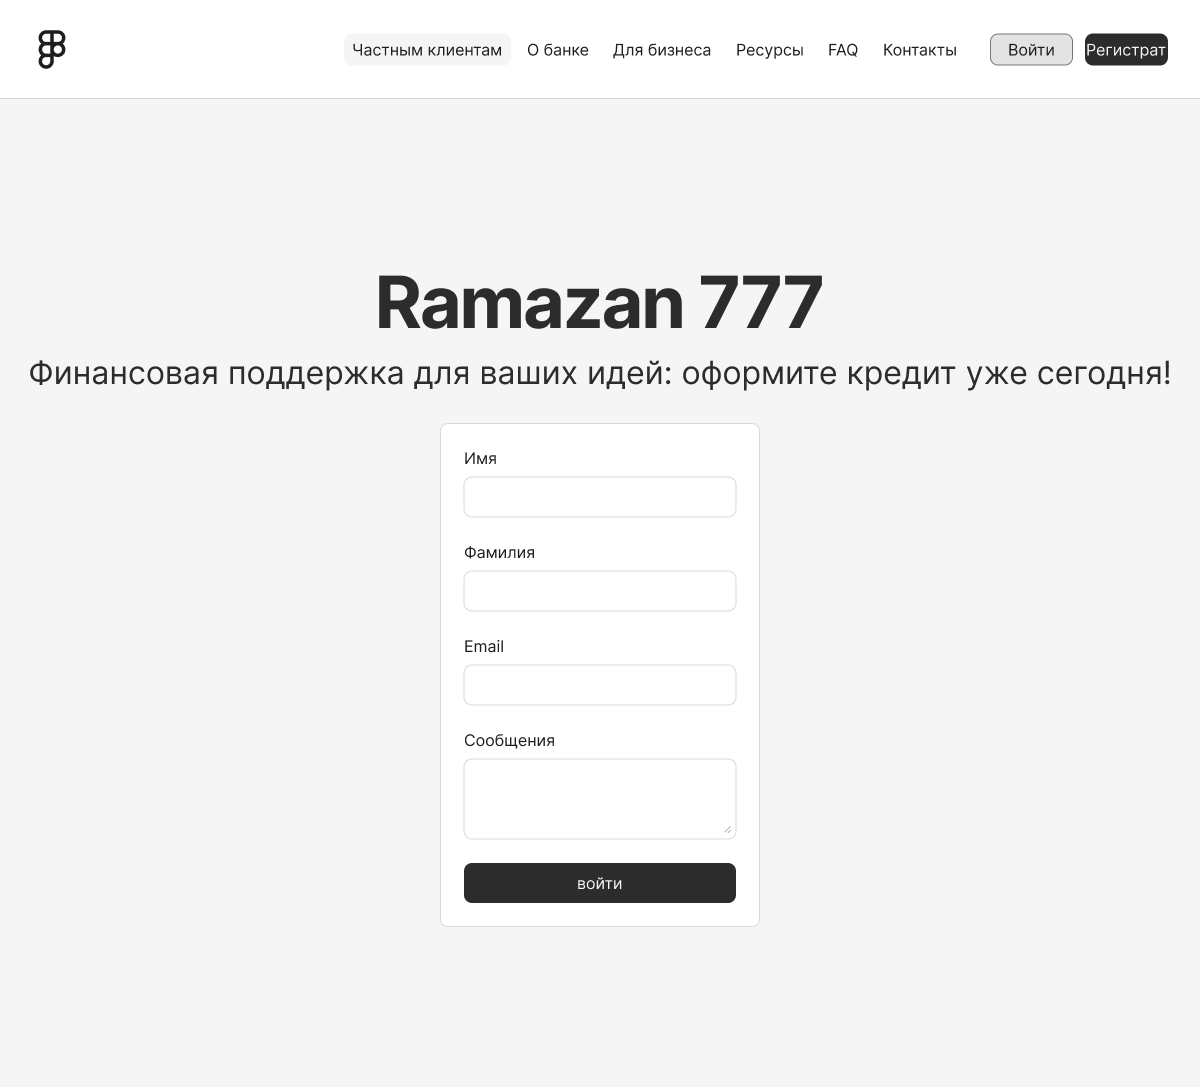 Частным клиентам О банке Для бизнеса Ресурсы FAQ Контакты Войти Регистрат
Ramazan 777
Финансовая поддержка для ваших идей: оформите кредит уже сегодня!
Имя
Фамилия
Email
Сообщения
войти